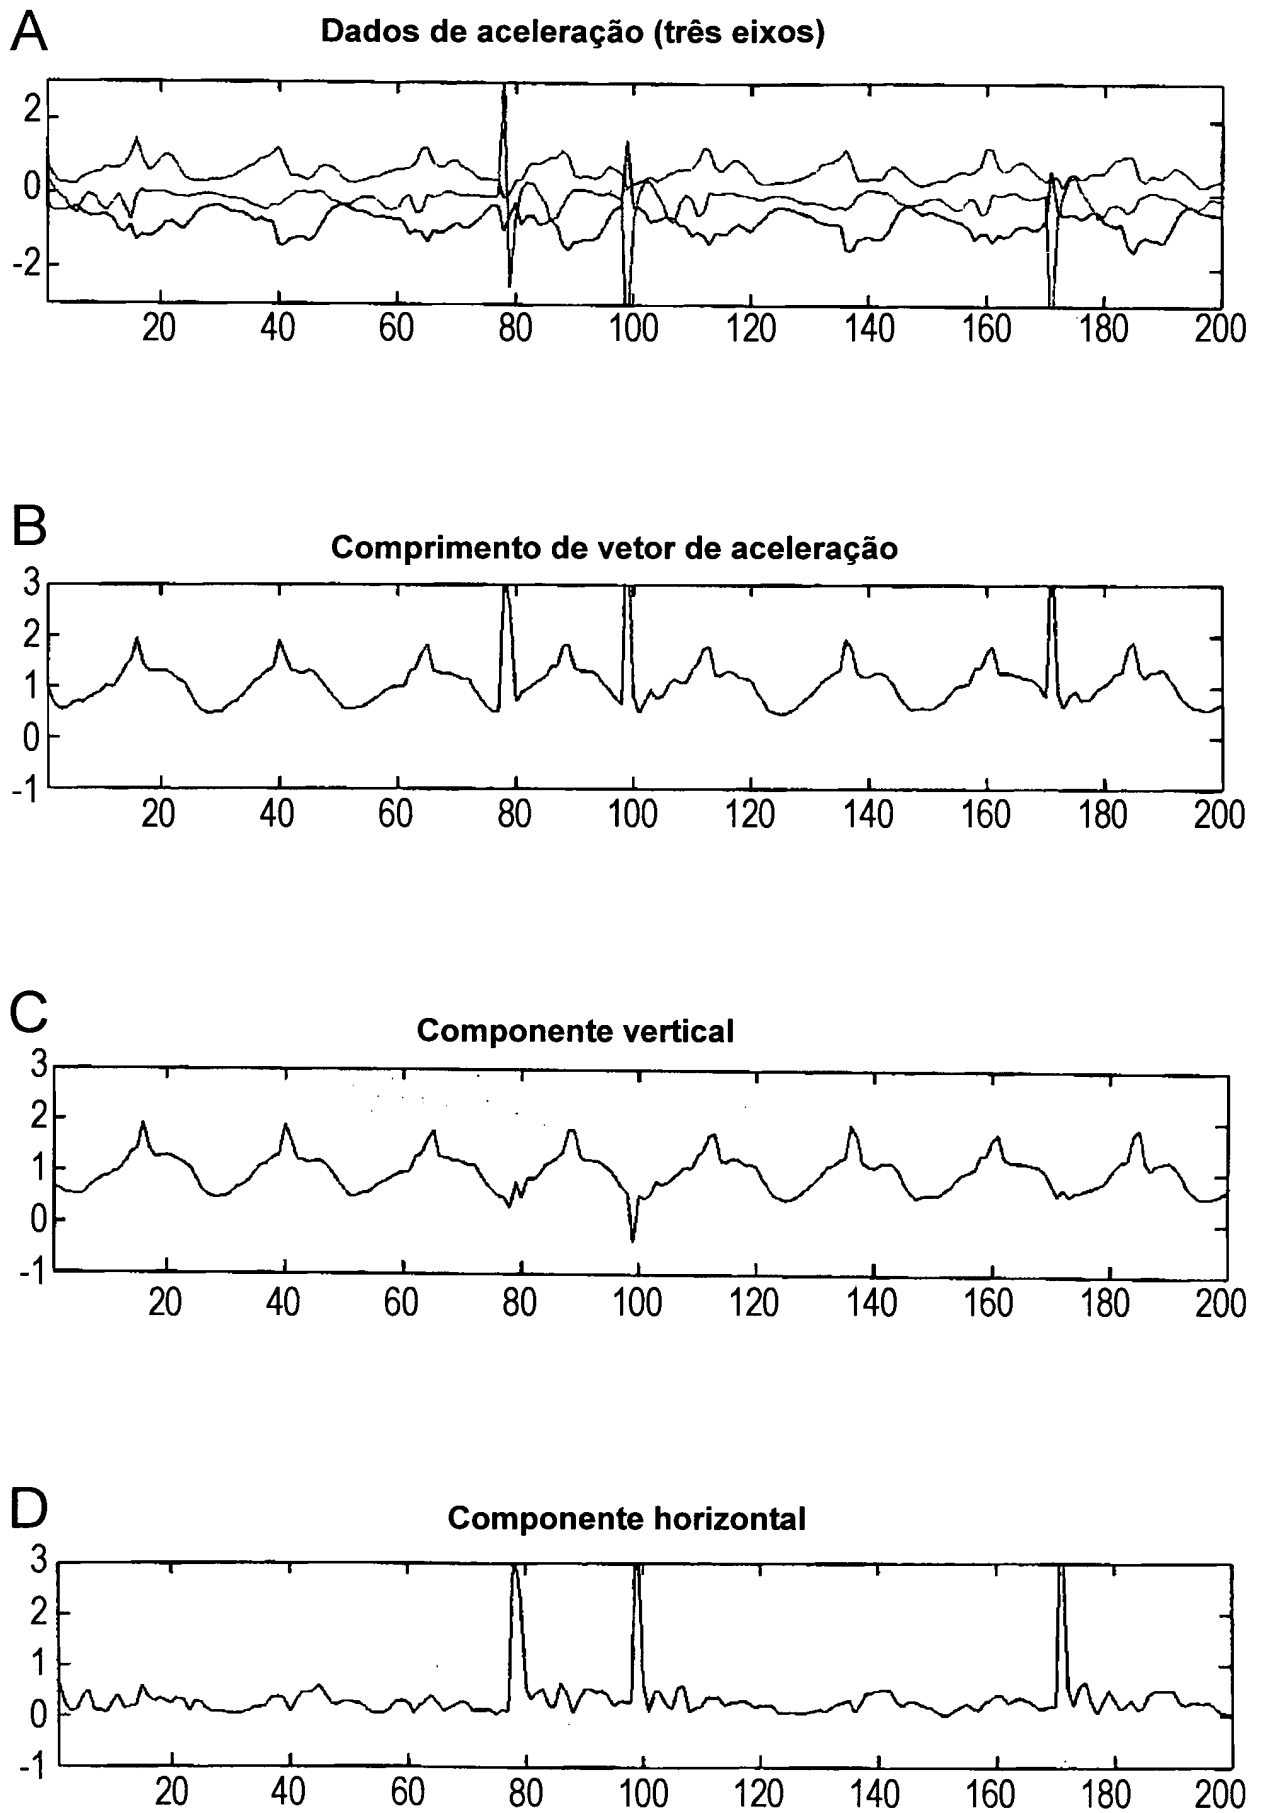 A
Dados de aceleração (três eixos)
2
0
-2
20 40 60 80 100 120 140 160 180 200
B
Comprimento de vetor de aceleração
3
2
1
0
-1
20 40 60 80 100 120 140 160 180 200
C
Componente vertical
3
2
1
0
-1
20 40 60 80 100 120 140 160 180 200
D
Componente horizontal
3
2
1
0
-1
20 40 60 80 100 120 140 160 180 200